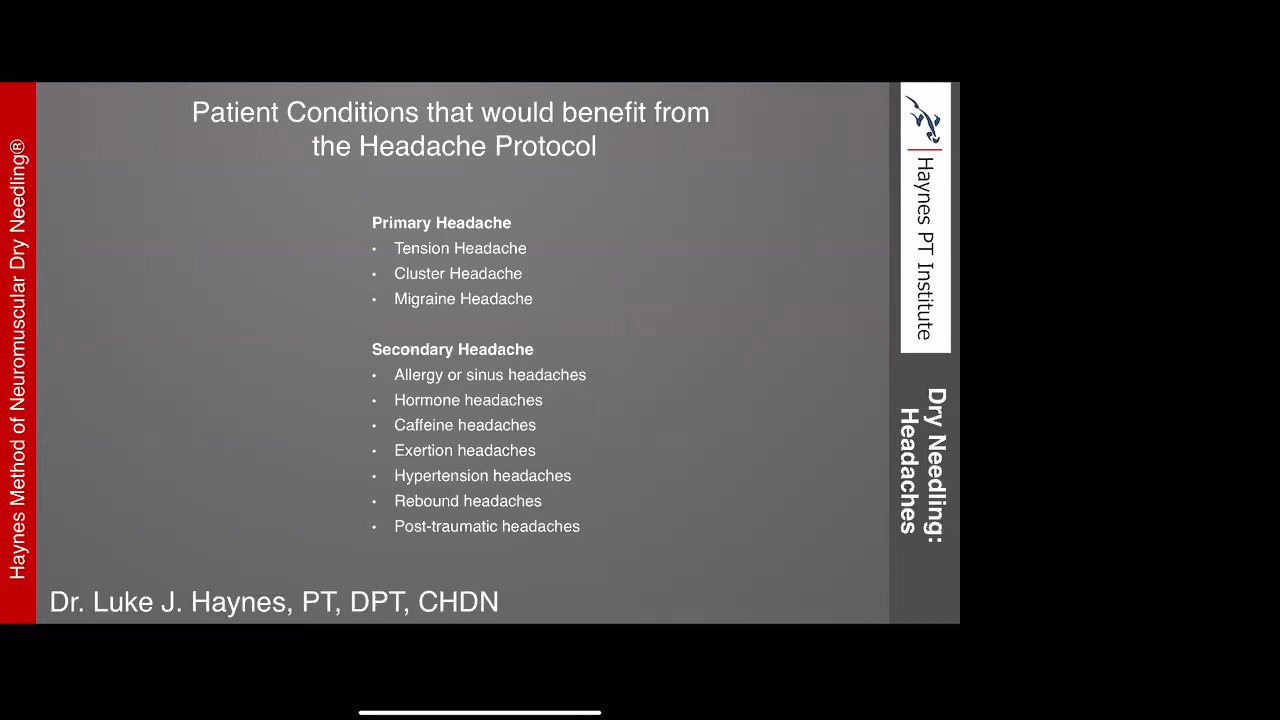 Patient Conditions that would benefit from
the Headache Protocol
Primary Headache
• Tension Headache
• Cluster Headache
• Migraine Headache
Secondary Headache
• Allergy or sinus headaches
• Hormone headaches
• Caffeine headaches
• Exertion headaches
• Hypertension headaches
• Rebound headaches
• Post-traumatic headaches
Dr. Luke J. Haynes, PT, DPT, CHDN
Haynes Method of Neuromuscular Dry Needling®
Haynes PT Institute
Dry Needling:
Headaches